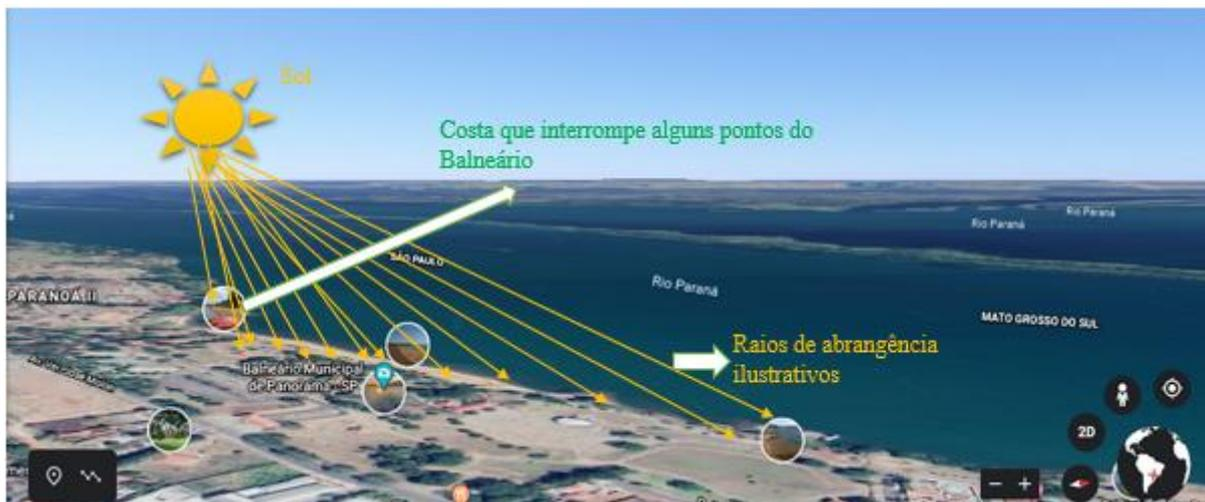 Sol
Costa que interrompe alguns pontos do
Balneário
Rio Paraná
Rio Paraná
SÃO PAULO
Rio Paraná
PARANOÁ II
MATO GROSSO DO SUL
Raios de abrangência
ilustrativos
Balneário Municipal
de Panorama - SP
2D